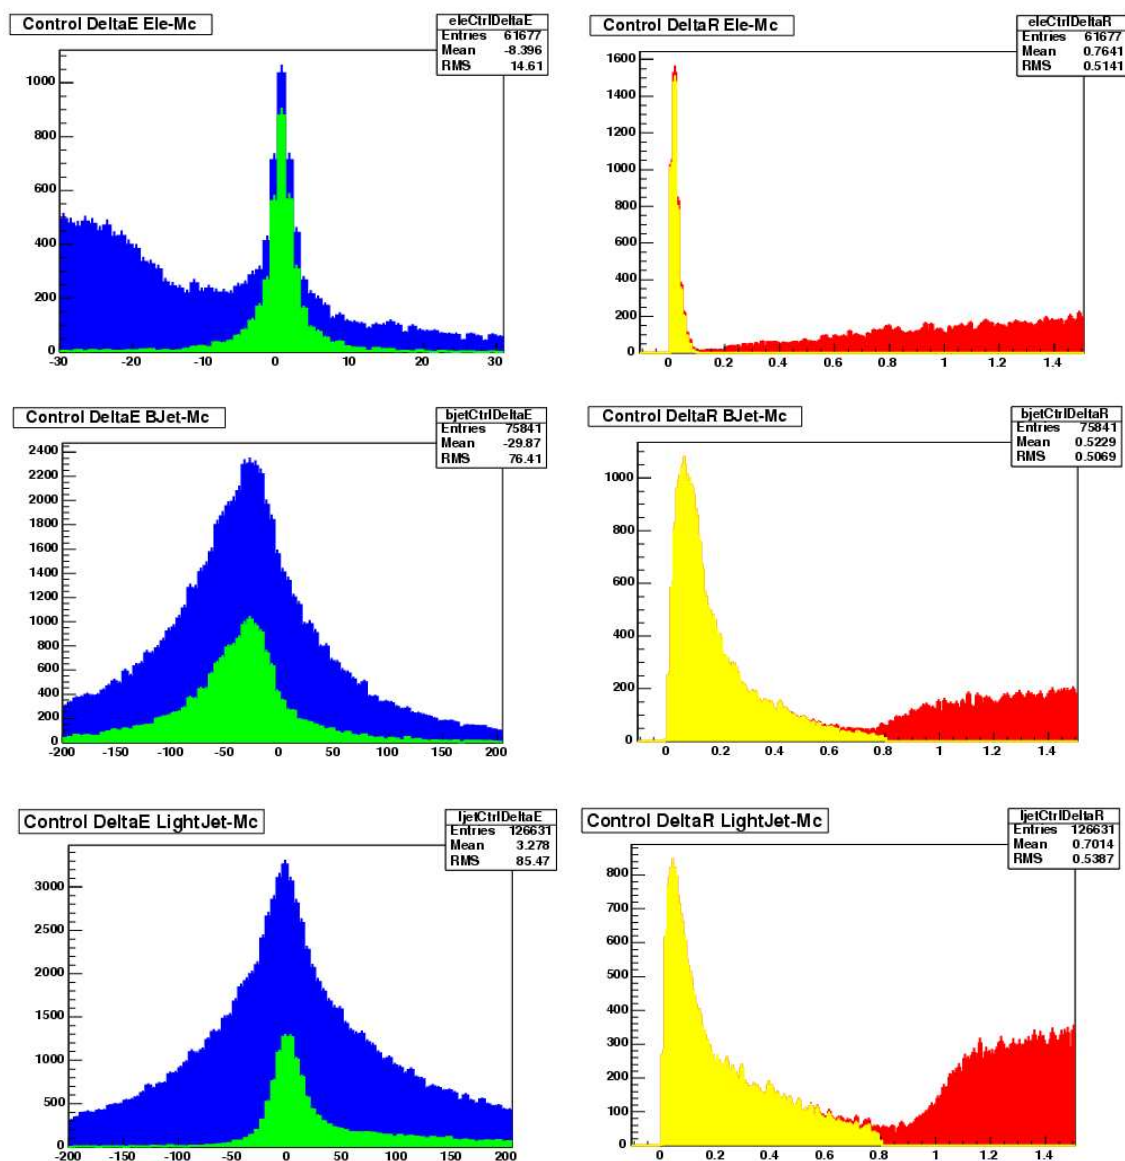 Control DeltaE Ele-Mc
eleCtrlDeltaE
Entries 61677
Mean -8.396
RMS 14.61
1000
800
600
400
200
0
-30 -20 -10 0 10 20 30
Control DeltaR Ele-Mc
eleCtrlDeltaR
Entries 61677
Mean 0.7641
RMS 0.5141
1600
1400
1200
1000
800
600
400
200
0
0 0.2 0.4 0.6 0.8 1 1.2 1.4
Control DeltaE BJet-Mc
bjetCtrlDeltaE
Entries 75841
Mean -29.87
RMS 76.41
2400
2200
2000
1800
1600
1400
1200
1000
800
600
400
200
0
-200 -150 -100 -50 0 50 100 150 200
Control DeltaR BJet-Mc
bjetCtrlDeltaR
Entries 75841
Mean 0.5229
RMS 0.5069
1000
800
600
400
200
0
0 0.2 0.4 0.6 0.8 1 1.2 1.4
Control DeltaE LightJet-Mc
ljetCtrlDeltaE
Entries 126631
Mean 3.278
RMS 85.47
3000
2500
2000
1500
1000
500
0
-200 -150 -100 -50 0 50 100 150 200
Control DeltaR LightJet-Mc
ljetCtrlDeltaR
Entries 126631
Mean 0.7014
RMS 0.5387
800
700
600
500
400
300
200
100
0
0 0.2 0.4 0.6 0.8 1 1.2 1.4